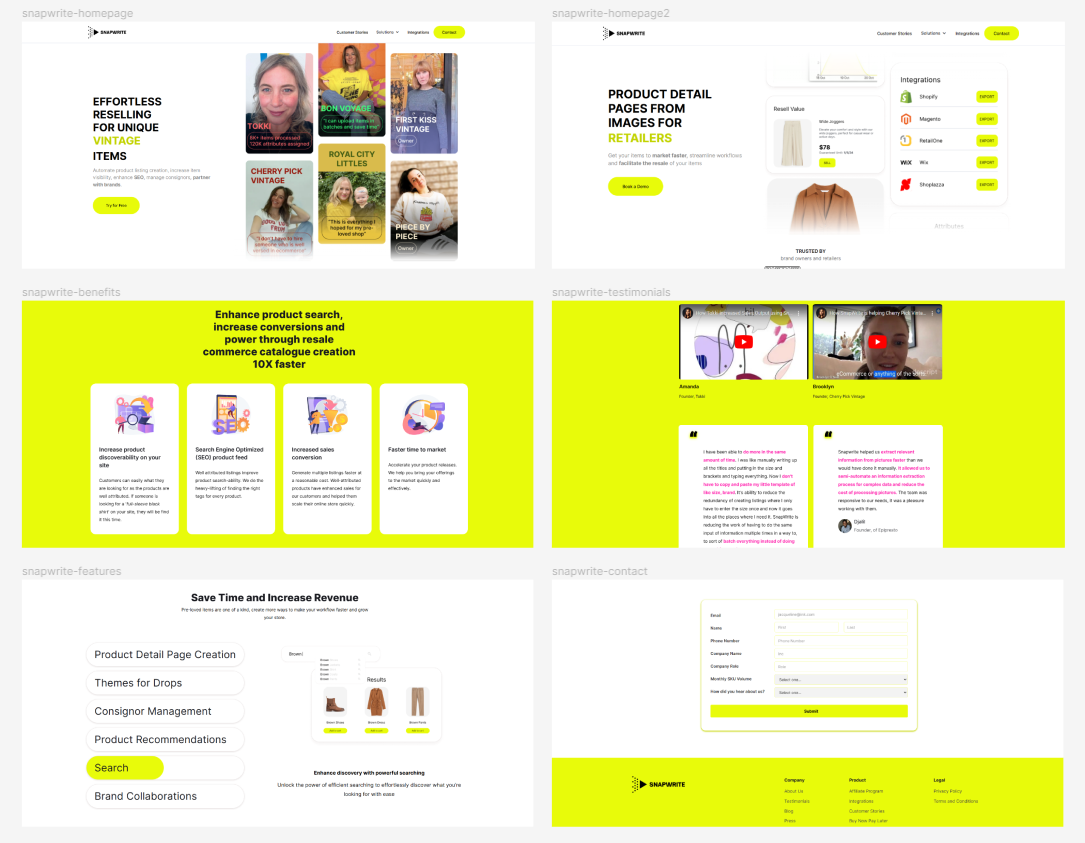 snapwrite-homepage
SNAPWRITE
Customer Stories
Solutions
Integrations
Contact
EFFORTLESS
RESELLING
FOR UNIQUE
VINTAGE
ITEMS
Automate product listing creation, increase item
visibility, enhance SEO, manage consignors, partner
with brands.
Try for Free
TOKKI
8K+ items processed
120K attributes assigned
BON VOYAGE
"I can upload items in
batches and save time"
FIRST KISS
VINTAGE
Owner
CHERRY PICK
VINTAGE
"I don't have to hire
someone who is well
ROYAL CITY
LITTLES
"This is everything I
hoped for my pre-
loved shop"
PIECE BY
PIECE
Owner
snapwrite-homepage2
SNAPWRITE
Customer Stories
Solutions
Integrations
Contact
PRODUCT DETAIL
PAGES FROM
IMAGES FOR
RETAILERS
Get your items to market faster, streamline workflows
and facilitate the resale of your items
Book a Demo
Resell Value
Wide Joggers
$78
Integrations
Shopify
EXPORT
Magento
EXPORT
RetailOne
EXPORT
WIX
Wix
EXPORT
Shoplazza
EXPORT
Attributes
TRUSTED BY
brand owners and retailers
snapwrite-benefits
Enhance product search,
increase conversions and
power through resale
commerce catalogue creation
10X faster
Increase product
discoverability on your
site
Customers can easily what they
are looking for as the products are
well attributed. If someone is
looking for a 'full sleeve black
shirt' on your site, they will be find
it this time.
Search Engine Optimized
(SEO) product feed
Well attributed listings improve
product search-ability. We do the
heavy-lifting of finding the right
tags for every product.
Increased sales
conversion
Generate multiple listings faster at
a reasonable cost. Well-attributed
products have enhanced sales for
our customers and helped them
scale their online store quickly.
Faster time to market
Accelerate your product releases.
We help you bring your offerings
to the market quickly and
effectively.
snapwrite-testimonials
eCommerce or anything of the sorts
Amanda
Founder, Tokki
Brooklyn
Founder, Cherry Pick Vintage
I have been able to do more in the same
amount of time. I was like manually writing up
all the titles and putting in the size and
brackets and typing everything. Now I don't
have to copy and paste my little template of
like size, brand. It's ability to reduce the
redundancy of creating listings where I only
have to enter the size once and now it goes
into all the places where I need it. SnapWrite is
reducing the work of having to do the same
input of information multiple times in a way to,
to sort of batch everything instead of doing
Snapwrite helped us extract relevant
information from pictures faster than we
would have done it manually. It allowed us to
semi-automate an information extraction
process for complex data and reduce the
cost of processing pictures. The team was
responsive to our needs, it was a pleasure
working with them.
Djalil
Founder, of Epipresto
snapwrite-features
Save Time and Increase Revenue
Pre-loved items are one of a kind, create more ways to make your workflow faster and grow
your store.
Product Detail Page Creation
Themes for Drops
Consignor Management
Product Recommendations
Search
Brand Collaborations
Brown
Results
Enhance discovery with powerful searching
Unlock the power of efficient searching to effortlessly discover what you're
looking for with ease
snapwrite-contact
Email
Name
First
Last
Phone Number
Phone Number
Company Name
Company Role
Monthly SKU Volume
Select one...
How did you hear about us?
Select one...
Submit
SNAPWRITE
Company
About Us
Testimonials
Blog
Press
Product
Affiliate Program
Integrations
Customer Stories
Buy Now Pay Later
Legal
Privacy Policy
Terms and Conditions